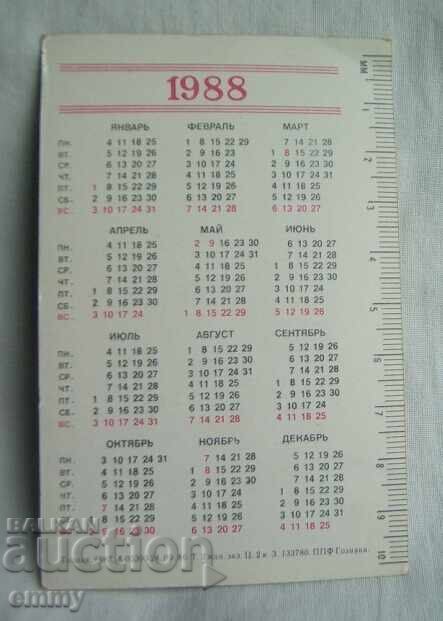 1988
ЯНВАРЬ ФЕВРАЛЬ МАРТ
ПН. 4 11 18 25 1 8 15 22 29 7 14 21 28
ВТ. 5 12 19 26 2 9 16 23 1 8 15 22 29
СР. 6 13 20 27 3 10 17 24 2 9 16 23 30
ЧТ. 7 14 21 28 4 11 18 25 3 10 17 24 31
ПТ. 1 8 15 22 29 5 12 19 26 4 11 18 25
СБ. 2 9 16 23 30 6 13 20 27 5 12 19 26
ВС. 3 10 17 24 31 7 14 21 28 6 13 20 27
АПРЕЛЬ МАЙ ИЮНЬ
ПН. 4 11 18 25 2 9 16 23 30 6 13 20 27
ВТ. 5 12 19 26 3 10 17 24 31 7 14 21 28
СР. 6 13 20 27 4 11 18 25 1 8 15 22 29
ЧТ. 7 14 21 28 5 12 19 26 2 9 16 23 30
ПТ. 1 8 15 22 29 6 13 20 27 3 10 17 24
СБ. 2 9 16 23 30 7 14 21 28 4 11 18 25
ВС. 3 10 17 24 1 8 15 22 29 5 12 19 26
ИЮЛЬ АВГУСТ СЕНТЯБРЬ
ПН. 4 11 18 25 1 8 15 22 29 5 12 19 26
ВТ. 5 12 19 26 2 9 16 23 30 6 13 20 27
СР. 6 13 20 27 3 10 17 24 31 7 14 21 28
ЧТ. 7 14 21 28 4 11 18 25 1 8 15 22 29
ПТ. 1 8 15 22 29 5 12 19 26 2 9 16 23 30
СБ. 2 9 16 23 30 6 13 20 27 3 10 17 24
ВС. 3 10 17 24 31 7 14 21 28 4 11 18 25
ОКТЯБРЬ НОЯБРЬ ДЕКАБРЬ
ПН. 3 10 17 24 31 7 14 21 28 5 12 19 26
ВТ. 4 11 18 25 1 8 15 22 29 6 13 20 27
СР. 5 12 19 26 2 9 16 23 30 7 14 21 28
ЧТ. 6 13 20 27 3 10 17 24 1 8 15 22 29
ПТ. 7 14 21 28 4 11 18 25 2 9 16 23 30
СБ. 1 8 15 22 29 5 12 19 26 3 10 17 24 31
9 16 23 30 6 13 20 27 4 11 18 25
З. 133780. ППФ Гознака.
ММ 1 2 3 4 5 6 7 8 9 10
БАЛКАН
auction
emmy